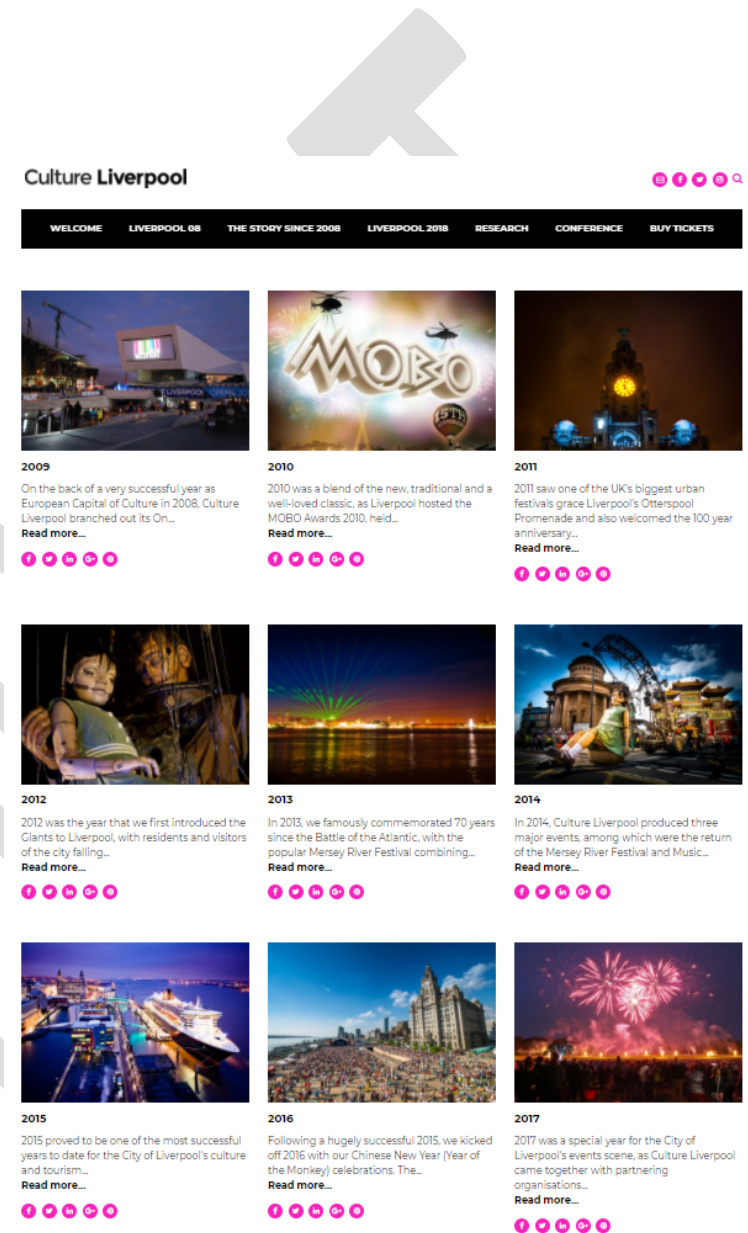 Culture Liverpool
WELCOME LIVERPOOL 08 THE STORY SINCE 2008 LIVERPOOL 2018 RESEARCH CONFERENCE BUY TICKETS
LIVERPOOL
MOBO
15TH
2009
On the back of a very successful year as
European Capital of Culture in 2008, Culture
Liverpool branched out its On...
Read more...
2010
2010 was a blend of the new, traditional and a
well-loved classic, as Liverpool hosted the
MOBO Awards 2010, held...
Read more...
2011
2011 saw one of the UK's biggest urban
festivals grace Liverpool's Otterspool
Promenade and also welcomed the 100 year
anniversary...
Read more...
2012
2012 was the year that we first introduced the
Giants to Liverpool, with residents and visitors
of the city falling...
Read more...
2013
In 2013, we famously commemorated 70 years
since the Battle of the Atlantic, with the
popular Mersey River Festival combining...
Read more...
2014
In 2014, Culture Liverpool produced three
major events, among which were the return
of the Mersey River Festival and Music...
Read more...
2015
2015 proved to be one of the most successful
years to date for the City of Liverpool's culture
and tourism...
Read more...
2016
Following a hugely successful 2015, we kicked
off 2016 with our Chinese New Year (Year of
the Monkey) celebrations. The...
Read more...
2017
2017 was a special year for the City of
Liverpool's events scene, as Culture Liverpool
came together with partnering
organisations...
Read more...